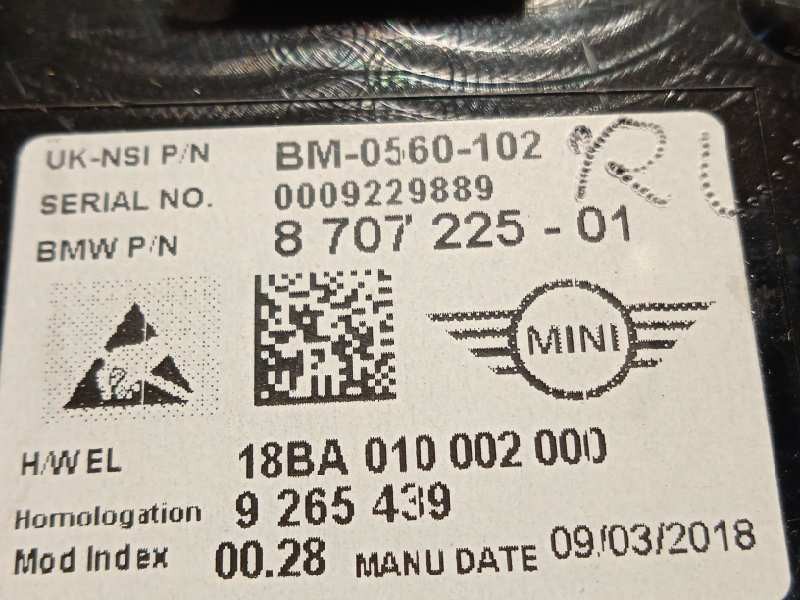 UK-NSI P/N BM-0560-102
SERIAL NO. 0009229889
BMW P/N 8 707 225 - 01
MINI
H/W EL 18BA 010 002 000
Homologation 9 265 439
Mod Index 00.28 MANU DATE 09/03/2018